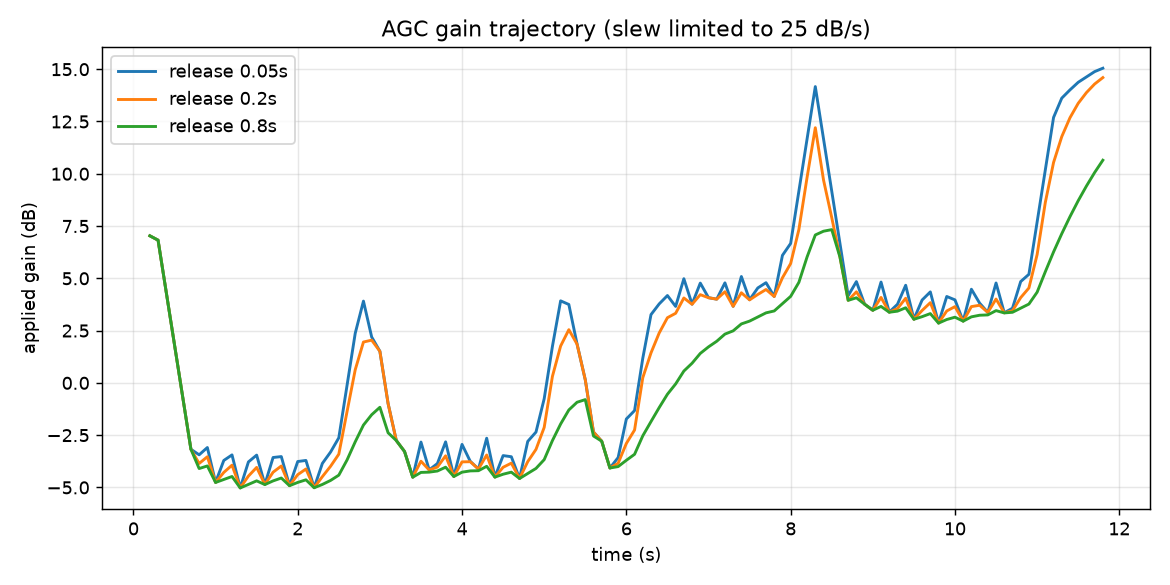 AGC gain trajectory (slew limited to 25 dB/s)
release 0.05s
release 0.2s
release 0.8s
15.0
12.5
10.0
7.5
5.0
2.5
0.0
−2.5
−5.0
applied gain (dB)
0 2 4 6 8 10 12
time (s)